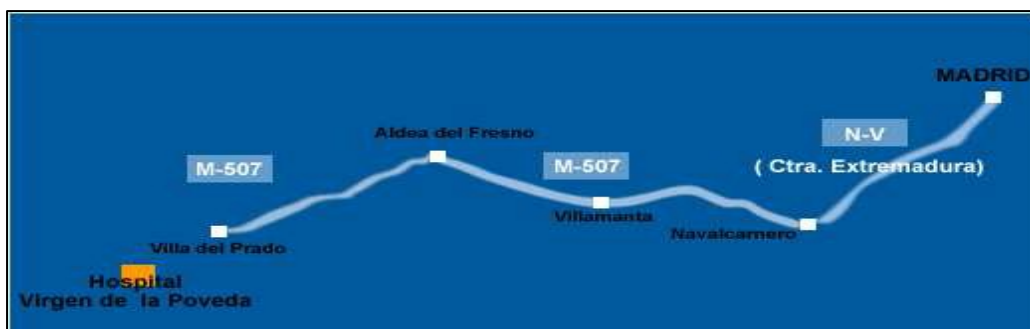 MADRID
N-V
( Ctra. Extremadura)
Aldea del Fresno
M-507
M-507
Villamanta
Navalcarnero
Villa del Prado
Hospital
Virgen de la Poveda